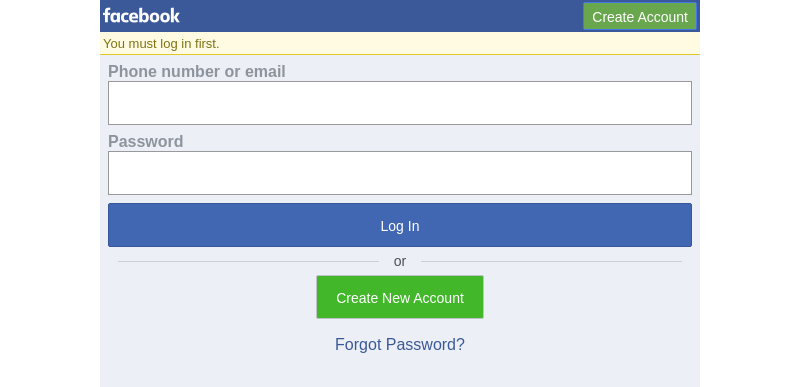 facebook
Create Account
You must log in first.
Phone number or email
Password
Log In
or
Create New Account
Forgot Password?